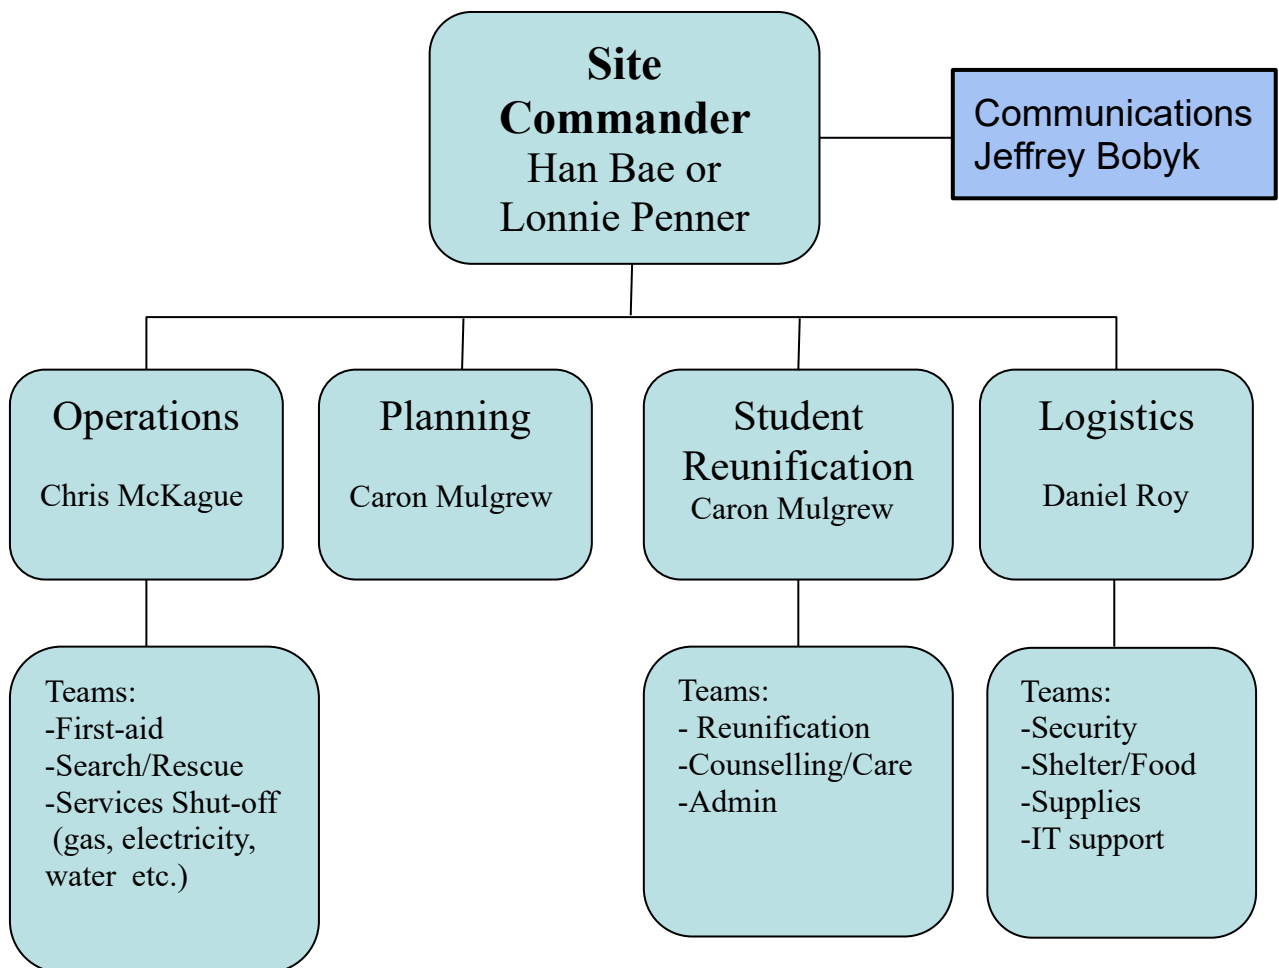 Site
Commander
Han Bae or
Lonnie Penner
Communications
Jeffrey Bobyk
Operations
Chris McKague
Planning
Caron Mulgrew
Student
Reunification
Caron Mulgrew
Logistics
Daniel Roy
Teams:
-First-aid
-Search/Rescue
-Services Shut-off
(gas, electricity,
water etc.)
Teams:
- Reunification
-Counselling/Care
-Admin
Teams:
-Security
-Shelter/Food
-Supplies
-IT support